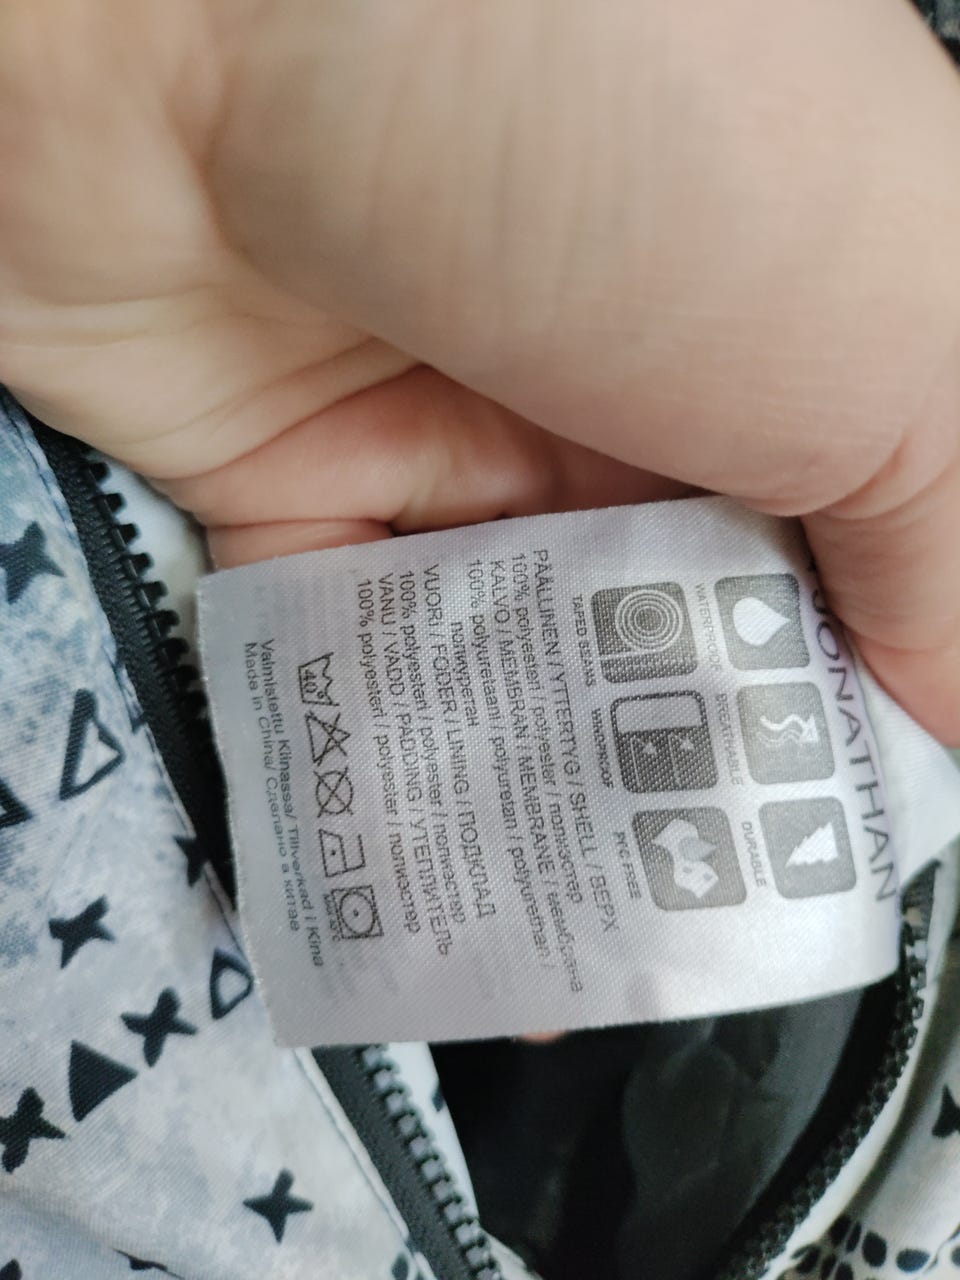 JONATHAN
WATERPROOF
BREATHABLE
DURABLE
TAPED SEAMS
WINDPROOF
PVC FREE
PÄÄLLINEN / YTTERTYG / SHELL / ВЕРХ
100% polyesteri / polyester / полиэстер
KALVO / MEMBRAN / MEMBRANE / мембрана
100% polyuretaani / polyuretan / polyurethan /
полиуретан
VUORI / FODER / LINING / ПОДКЛАД
100% polyesteri / polyester / полиэстер
VANU / VADD / PADDING / УТЕПЛИТЕЛЬ
100% polyesteri / polyester / полиэстер
40
Valmistettu Kiinassa/ Tillverkad i Kina
Made in China/ Сделано в китае